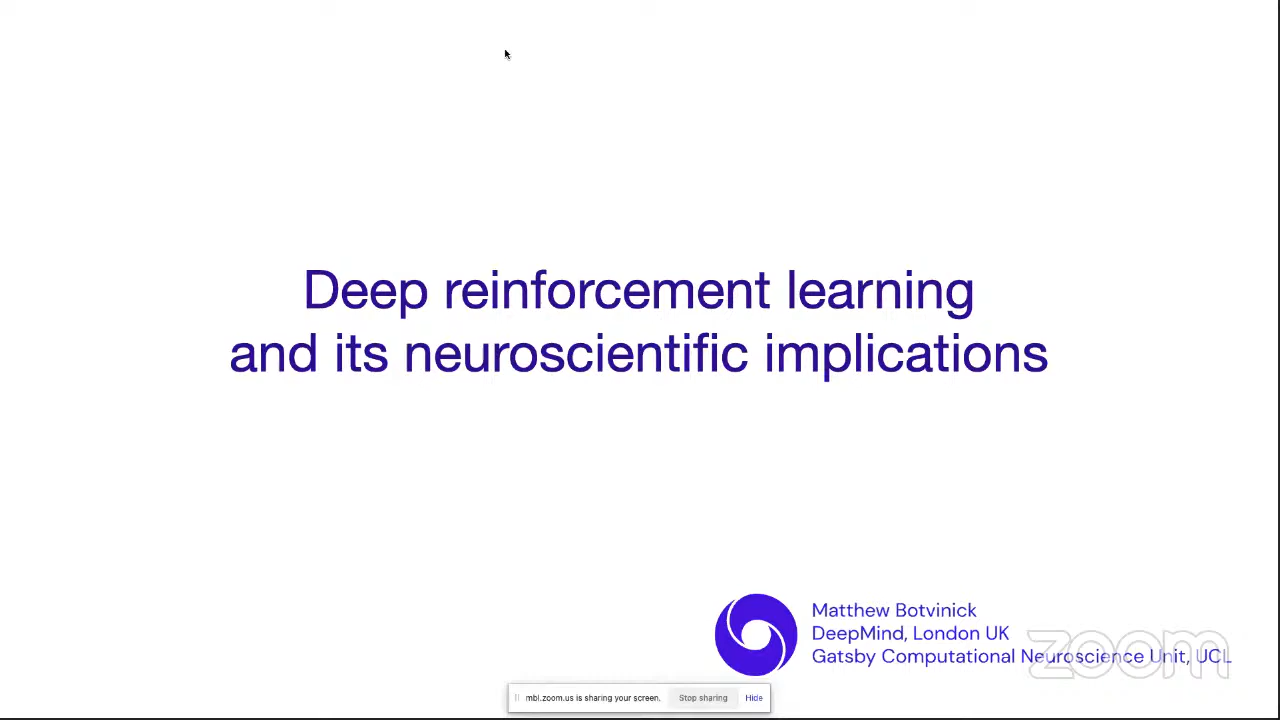 Deep reinforcement learning
and its neuroscientific implications
Matthew Botvinick
DeepMind, London UK
Gatsby Computational Neuroscience Unit, UCL
zoom
mbl.zoom.us is sharing your screen.
Stop sharing
Hide